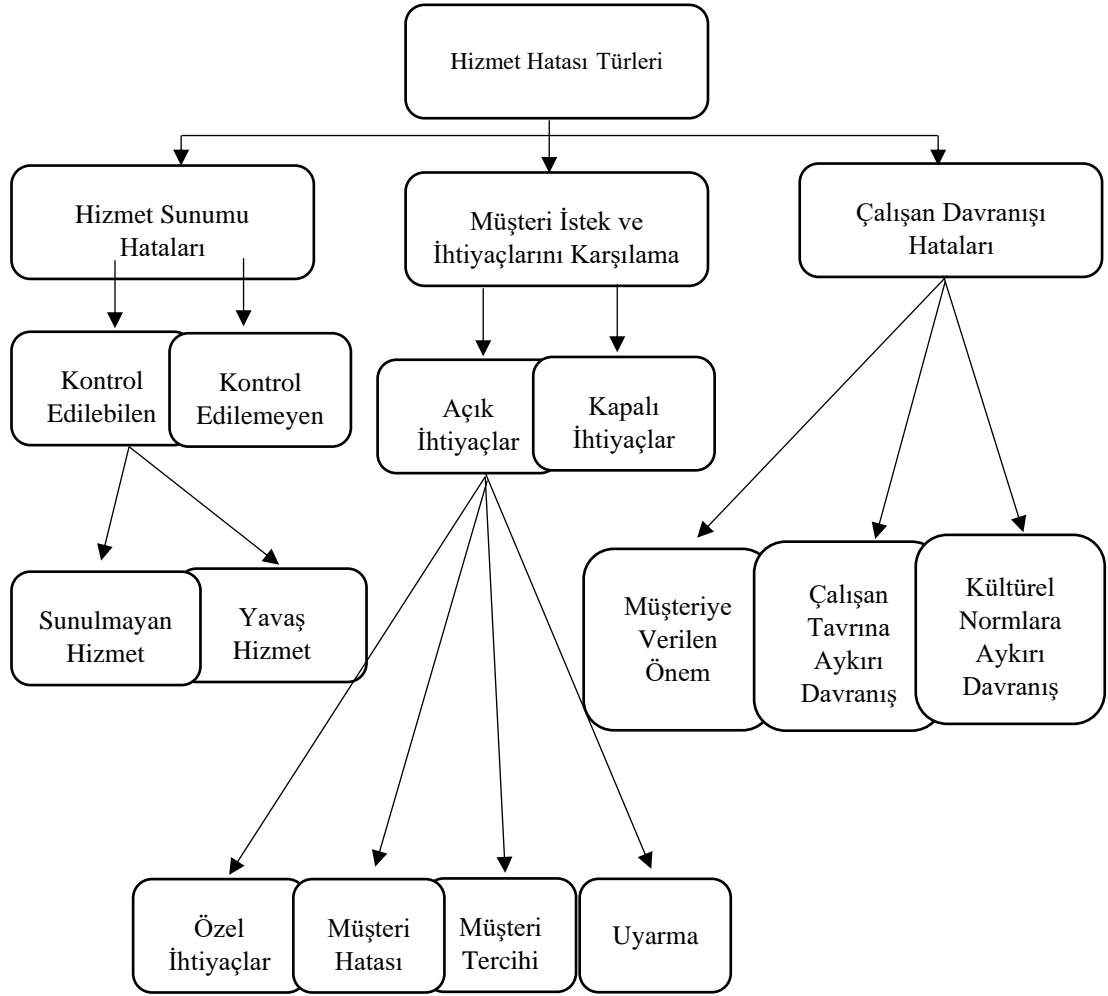 Hizmet Hatası Türleri
Hizmet Sunumu
Hataları
Müşteri İstek ve
İhtiyaçlarını Karşılama
Çalışan Davranışı
Hataları
Kontrol
Edilebilen
Kontrol
Edilemeyen
Açık
İhtiyaçlar
Kapalı
İhtiyaçlar
Sunulmayan
Hizmet
Yavaş
Hizmet
Müşteriye
Verilen
Önem
Çalışan
Tavrına
Aykırı
Davranış
Kültürel
Normlara
Aykırı
Davranış
Özel
İhtiyaçlar
Müşteri
Hatası
Müşteri
Tercihi
Uyarma